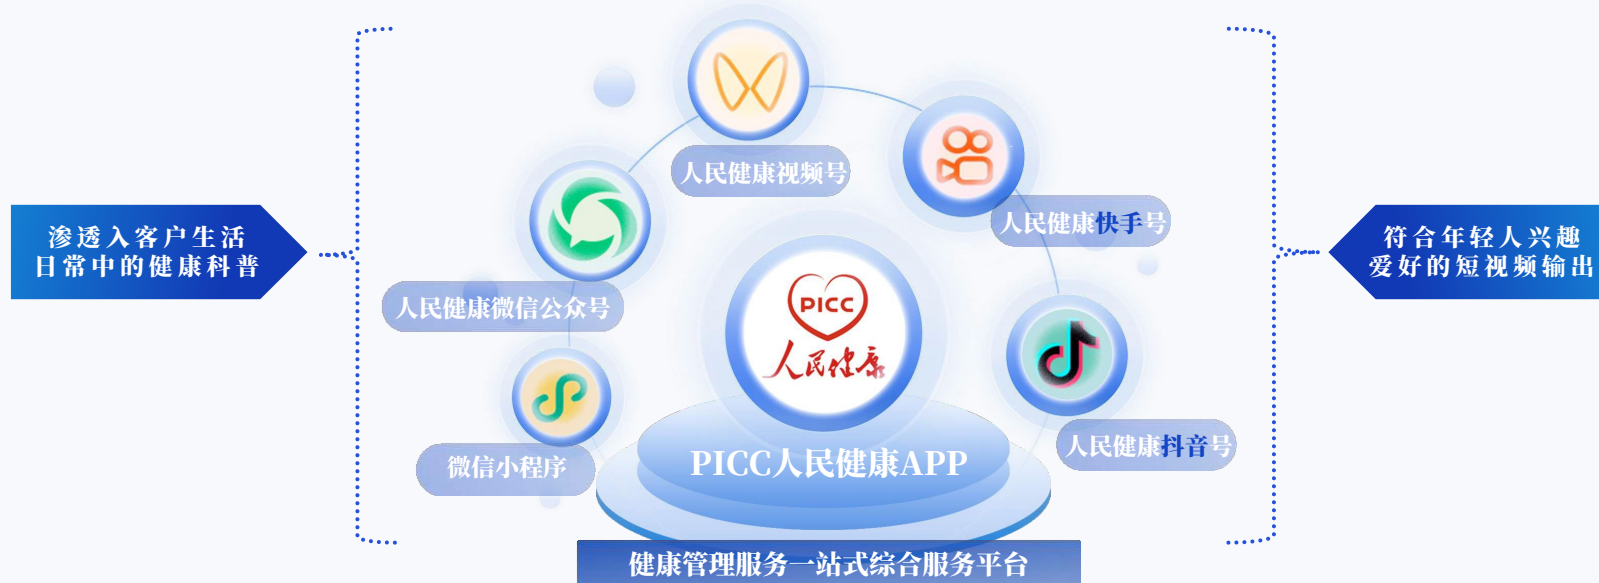 人民健康视频号
人民健康快手号
渗透入客户生活
日常中的健康科普
符合年轻人兴趣
爱好的短视频输出
人民健康微信公众号
PICC
人民健康
人民健康抖音号
微信小程序
PICC人民健康APP
健康管理服务一站式综合服务平台